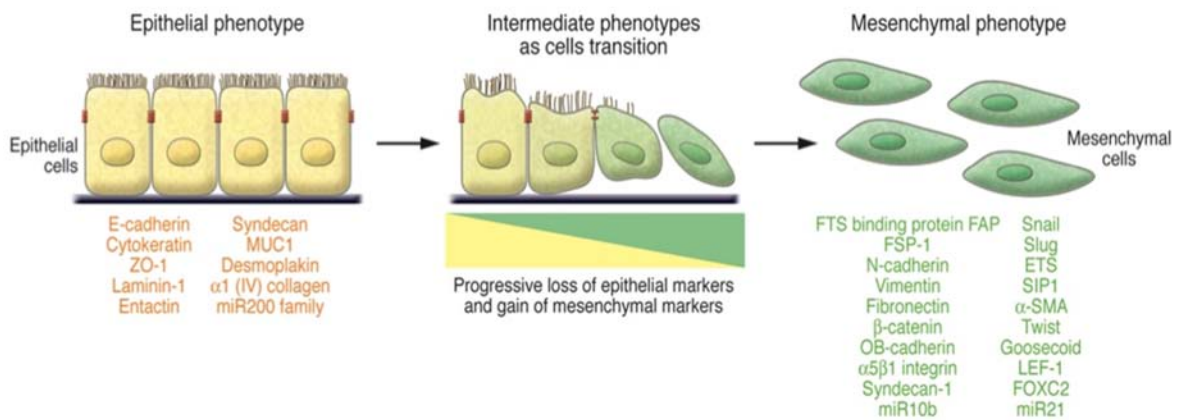 Epithelial phenotype
Intermediate phenotypes
as cells transition
Mesenchymal phenotype
Epithelial
cells
Mesenchymal
cells
E-cadherin
Cytokeratin
ZO-1
Laminin-1
Entactin
Syndecan
MUC1
Desmoplakin
α1 (IV) collagen
miR200 family
Progressive loss of epithelial markers
and gain of mesenchymal markers
FTS binding protein FAP
FSP-1
N-cadherin
Vimentin
Fibronectin
β-catenin
OB-cadherin
α5β1 integrin
Syndecan-1
miR10b
Snail
Slug
ETS
SIP1
α-SMA
Twist
Goosecoid
LEF-1
FOXC2
miR21